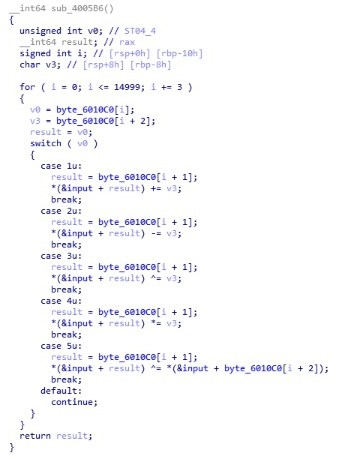 __int64 sub_4005B6()
{
unsigned int v0; // ST04_4
__int64 result; // rax
signed int i; // [rsp+0h] [rbp-10h]
char v3; // [rsp+8h] [rbp-8h]
for ( i = 0; i <= 14999; i += 3 )
{
v0 = byte_6010C0[i];
v3 = byte_6010C0[i + 2];
result = v0;
switch ( v0 )
{
case 1u:
result = byte_6010C0[i + 1];
*(&input + result) += v3;
break;
case 2u:
result = byte_6010C0[i + 1];
*(&input + result) -= v3;
break;
case 3u:
result = byte_6010C0[i + 1];
*(&input + result) ^= v3;
break;
case 4u:
result = byte_6010C0[i + 1];
*(&input + result) *= v3;
break;
case 5u:
result = byte_6010C0[i + 1];
*(&input + result) ^= *(&input + byte_6010C0[i + 2]);
break;
default:
continue;
}
}
return result;
}